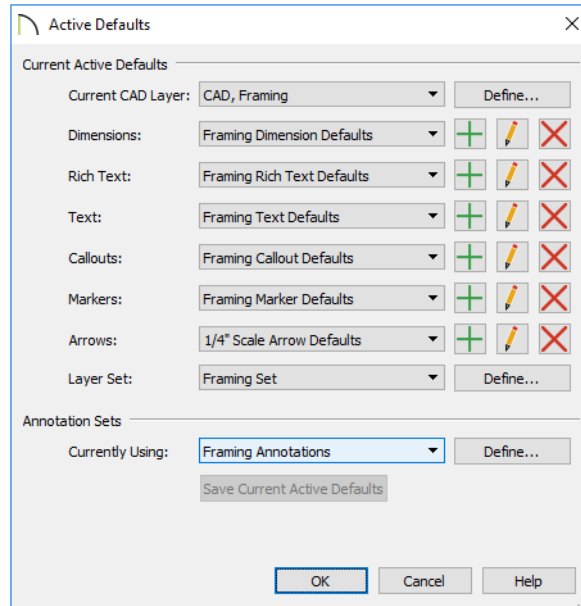 Active Defaults
Current Active Defaults
Current CAD Layer: CAD, Framing Define...
Dimensions: Framing Dimension Defaults
Rich Text: Framing Rich Text Defaults
Text: Framing Text Defaults
Callouts: Framing Callout Defaults
Markers: Framing Marker Defaults
Arrows: 1/4" Scale Arrow Defaults
Layer Set: Framing Set Define...
Annotation Sets
Currently Using: Framing Annotations Define...
Save Current Active Defaults
OK Cancel Help